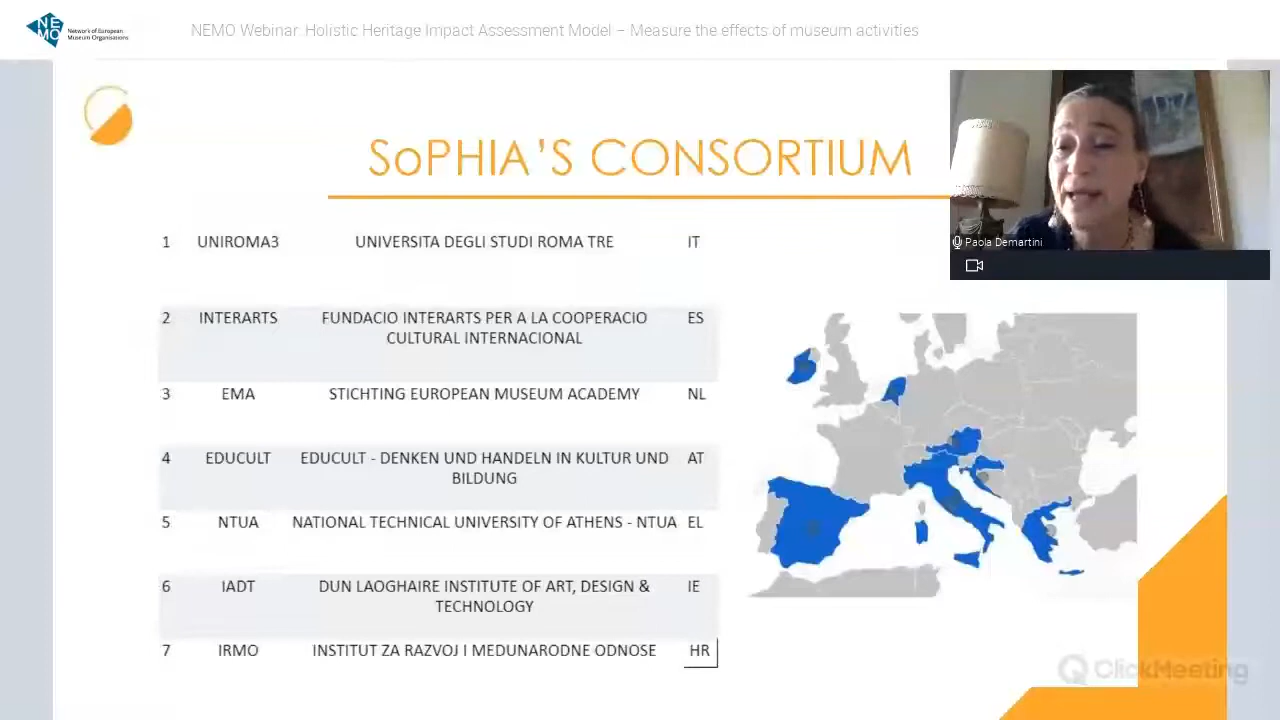 NE
MO
Network of European
Museum Organisations
NEMO Webinar Holistic Heritage Impact Assessment Model – Measure the effects of museum activities
SoPHIA'S CONSORTIUM
Paola Demartini
1 UNIROMA3 UNIVERSITA DEGLI STUDI ROMA TRE IT
2 INTERARTS FUNDACIO INTERARTS PER A LA COOPERACIO ES
CULTURAL INTERNACIONAL
3 EMA STICHTING EUROPEAN MUSEUM ACADEMY NL
4 EDUCULT EDUCULT - DENKEN UND HANDELN IN KULTUR UND AT
BILDUNG
5 NTUA NATIONAL TECHNICAL UNIVERSITY OF ATHENS - NTUA EL
6 IADT DUN LAOGHAIRE INSTITUTE OF ART, DESIGN & IE
TECHNOLOGY
7 IRMO INSTITUT ZA RAZVOJ I MEDUNARODNE ODNOSE HR
ClickMeeting